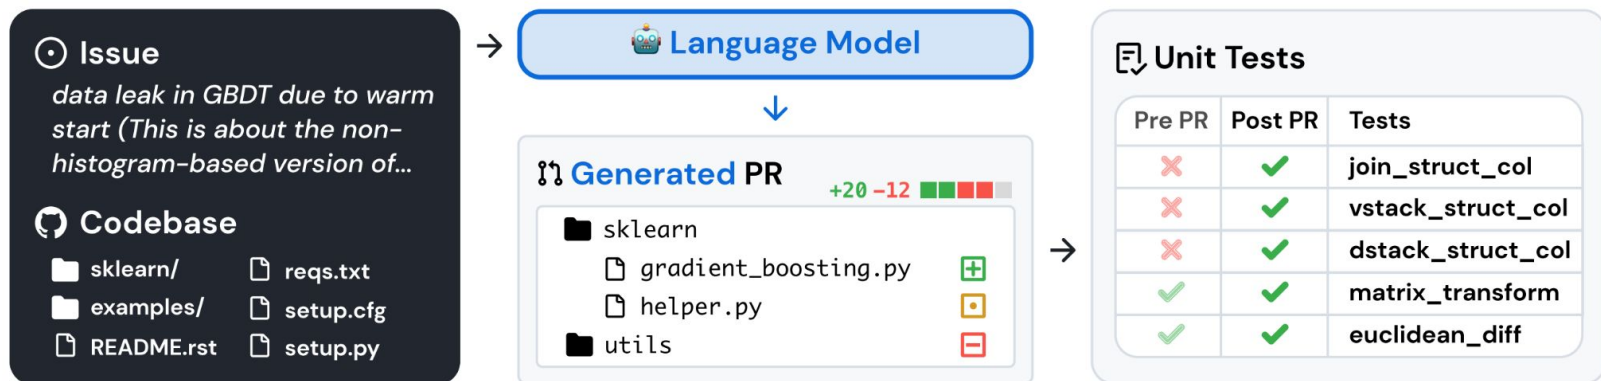 Issue
data leak in GBDT due to warm
start (This is about the non-
histogram-based version of...
Codebase
sklearn/
reqs.txt
examples/
setup.cfg
README.rst
setup.py
Language Model
Generated PR
+20 -12
sklearn
gradient_boosting.py
helper.py
utils
Unit Tests
Pre PR Post PR Tests
join_struct_col
vstack_struct_col
dstack_struct_col
matrix_transform
euclidean_diff